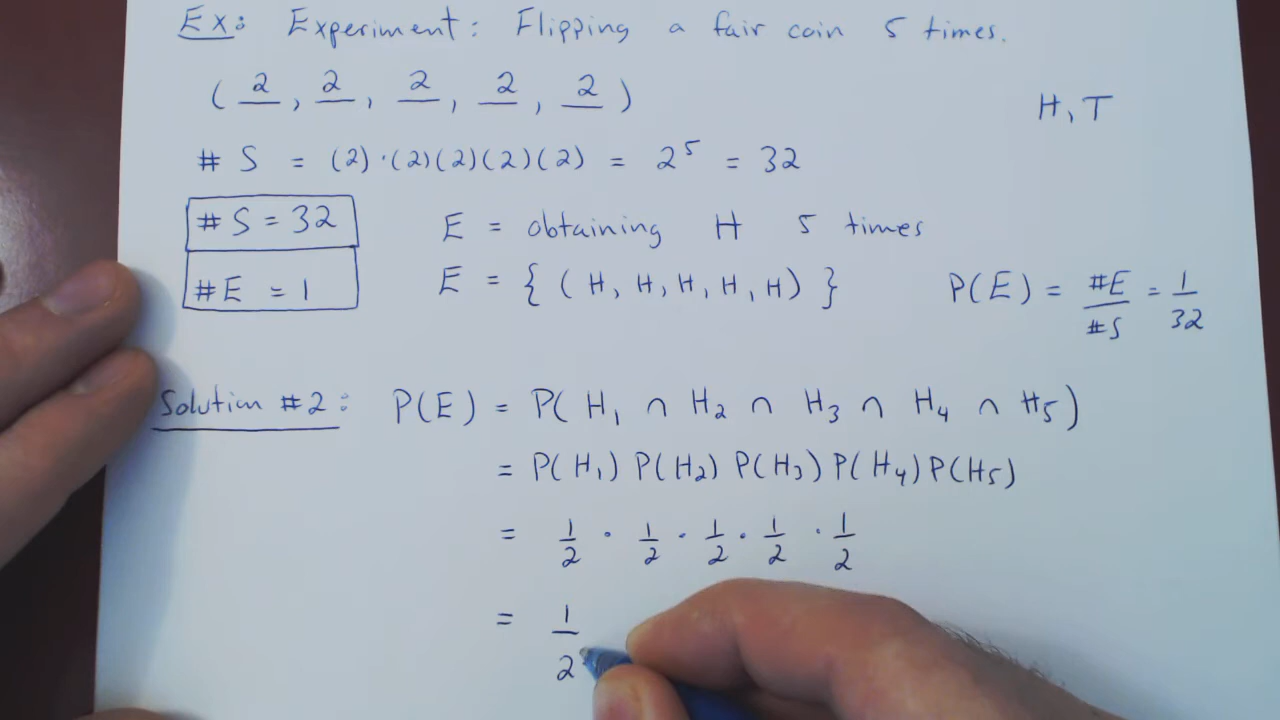 Ex: Experiment: Flipping a fair coin 5 times.
( 2 , 2 , 2 , 2 , 2 )
H, T
# S = (2)·(2)(2)(2)(2) = 2⁵ = 32
# S = 32
E = obtaining H 5 times
# E = 1
E = { ( H, H, H, H, H ) }
P(E) = #E/#S = 1/32
Solution #2: P(E) = P( H₁ ∩ H₂ ∩ H₃ ∩ H₄ ∩ H₅ )
= P(H₁) P(H₂) P(H₃) P(H₄) P(H₅)
= 1/2 · 1/2 · 1/2 · 1/2 · 1/2
= 1/2